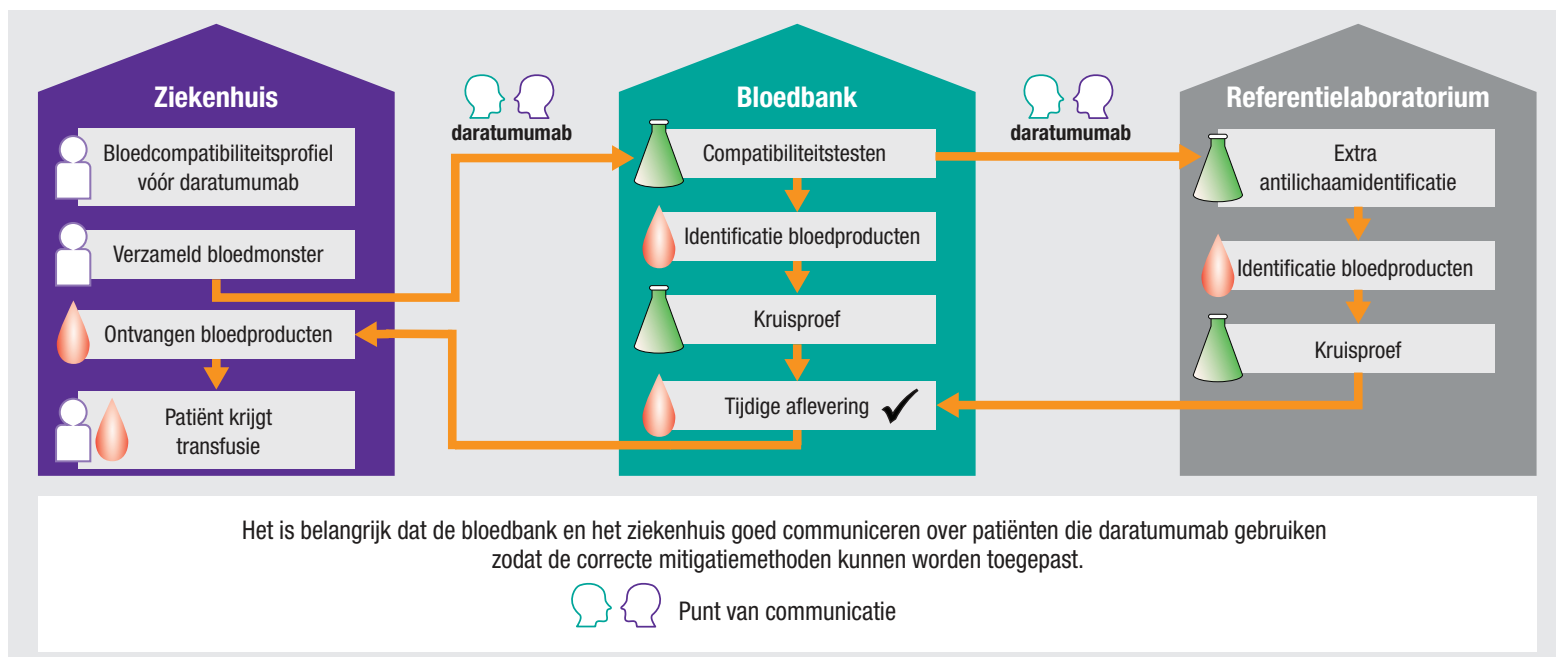 Ziekenhuis
Bloedcompatibiliteitsprofiel
vóór daratumumab
Verzameld bloedmonster
Ontvangen bloedproducten
Patiënt krijgt
transfusie
daratumumab
Bloedbank
Compatibiliteitstesten
Identificatie bloedproducten
Kruisproef
Tijdige aflevering
daratumumab
Referentielaboratorium
Extra
antilichaamidentificatie
Identificatie bloedproducten
Kruisproef
Het is belangrijk dat de bloedbank en het ziekenhuis goed communiceren over patiënten die daratumumab gebruiken
zodat de correcte mitigatiemethoden kunnen worden toegepast.
Punt van communicatie